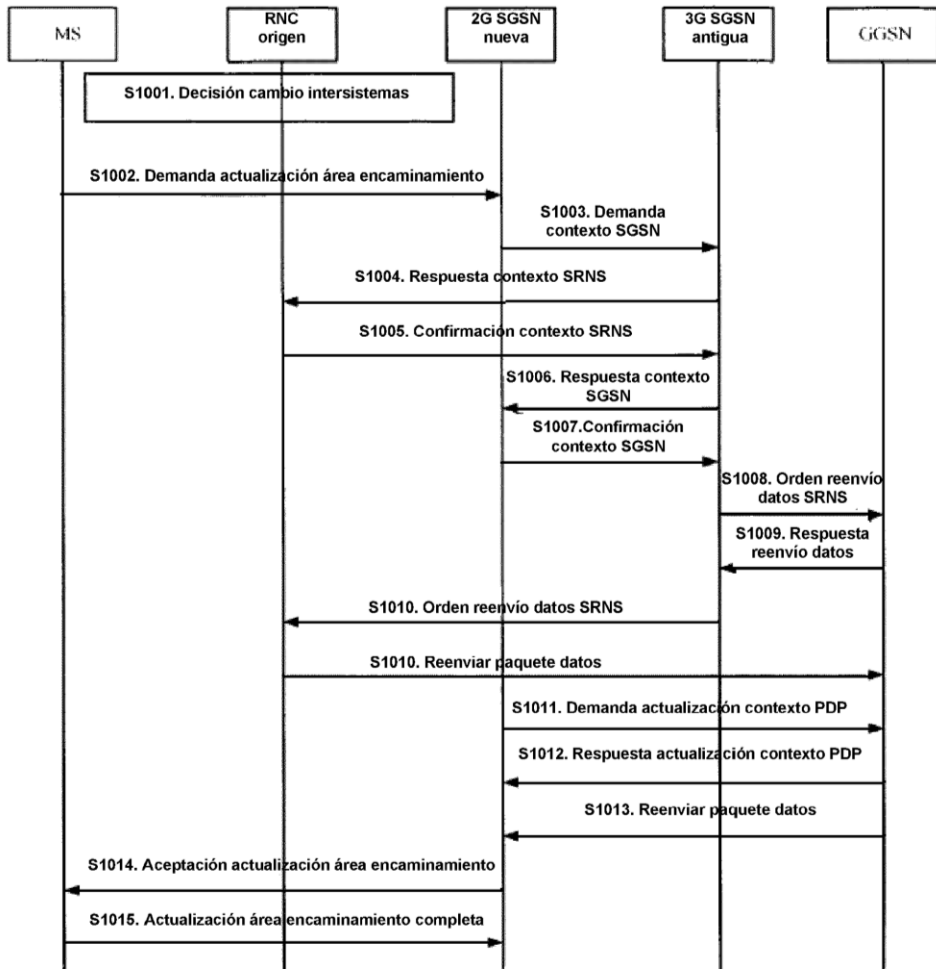 MS
RNC
origen
2G SGSN
nueva
3G SGSN
antigua
GGSN
S1001. Decisión cambio intersistemas
S1002. Demanda actualización área encaminamiento
S1003. Demanda
contexto SGSN
S1004. Respuesta contexto SRNS
S1005. Confirmación contexto SRNS
S1006. Respuesta contexto
SGSN
S1007.Confirmación
contexto SGSN
S1008. Orden reenvío
datos SRNS
S1009. Respuesta
reenvío datos
S1010. Orden reenvío datos SRNS
S1010. Reenviar paquete datos
S1011. Demanda actualización contexto PDP
S1012. Respuesta actualización contexto PDP
S1013. Reenviar paquete datos
S1014. Aceptación actualización área encaminamiento
S1015. Actualización área encaminamiento completa